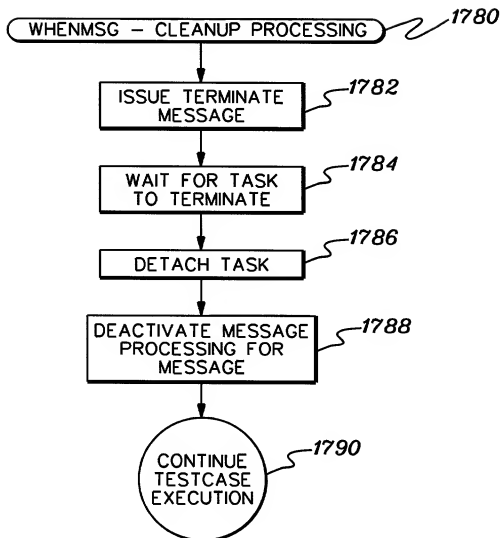 WHENMSG – CLEANUP PROCESSING
1780
ISSUE TERMINATE
MESSAGE
1782
WAIT FOR TASK
TO TERMINATE
1784
DETACH TASK
1786
DEACTIVATE MESSAGE
PROCESSING FOR
MESSAGE
1788
CONTINUE
TESTCASE
EXECUTION
1790